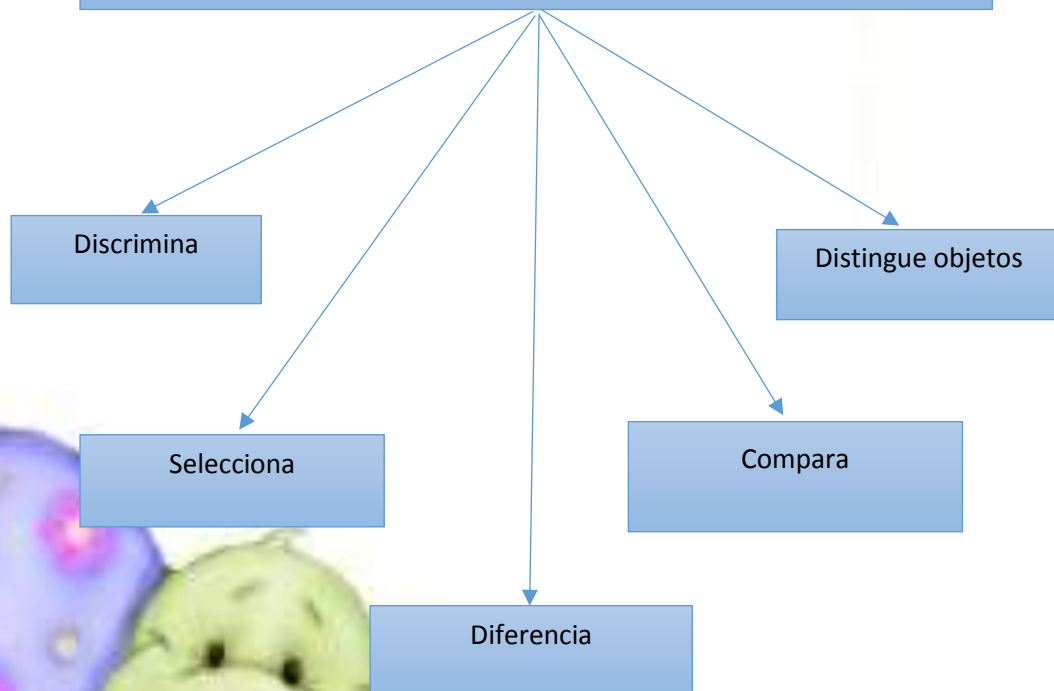 Discrimina
Distingue objetos
Selecciona
Compara
Diferencia